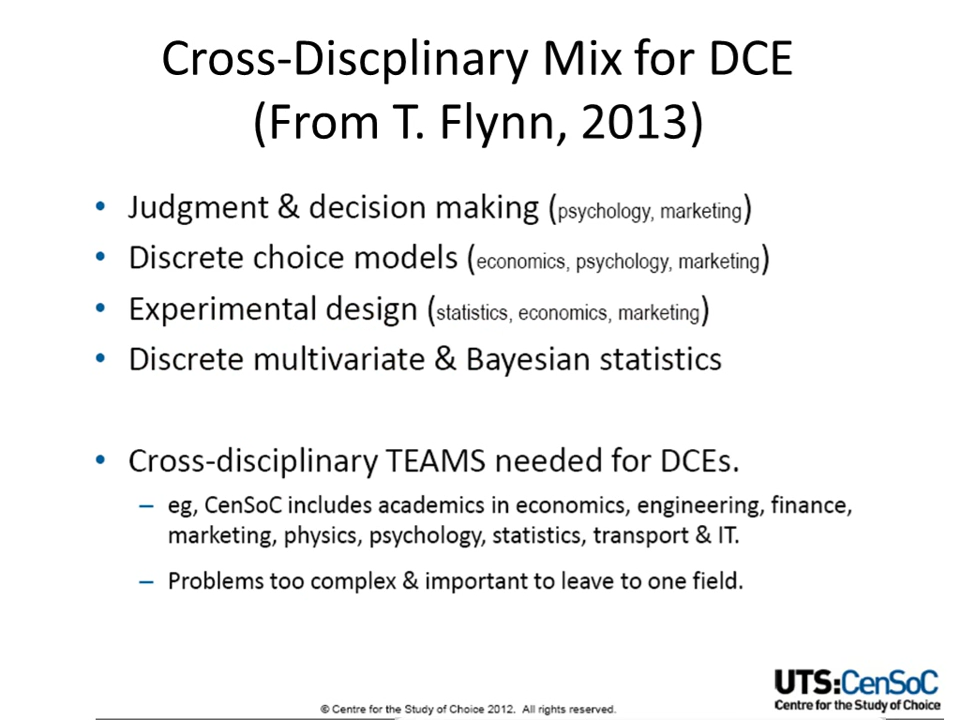 Cross-Discplinary Mix for DCE
(From T. Flynn, 2013)
• Judgment & decision making (psychology, marketing)
• Discrete choice models (economics, psychology, marketing)
• Experimental design (statistics, economics, marketing)
• Discrete multivariate & Bayesian statistics
• Cross-disciplinary TEAMS needed for DCEs.
– eg, CenSoC includes academics in economics, engineering, finance,
marketing, physics, psychology, statistics, transport & IT.
– Problems too complex & important to leave to one field.
UTS:CenSoC
Centre for the Study of Choice
© Centre for the Study of Choice 2012. All rights reserved.